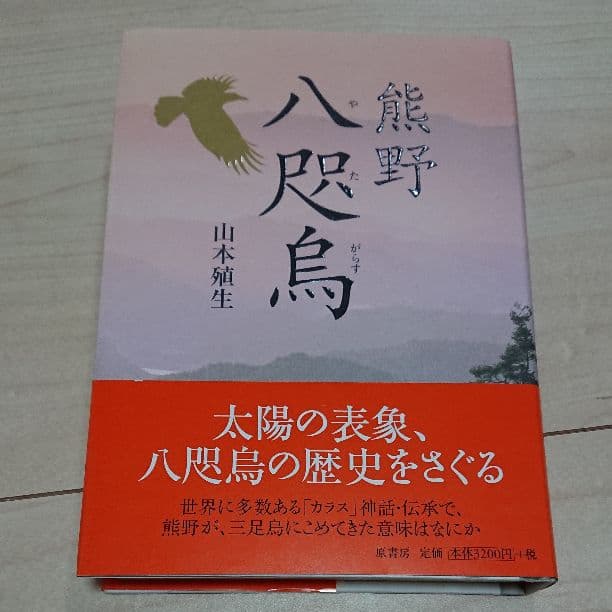 熊野
八咫烏
やたがらす
山本殖生
太陽の表象、
八咫烏の歴史をさぐる
世界に多数ある「カラス」神話・伝承で、
熊野が、三足烏にこめてきた意味はなにか
原書房 定価 本体3200円+税